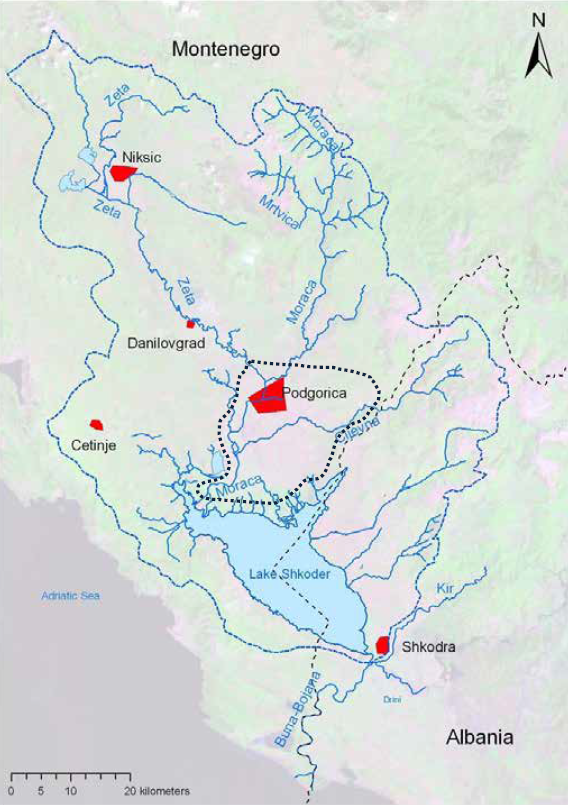 N
Montenegro
Zeta
Moraca
Niksic
Mrtvica
Zeta
Zeta
Moraca
Danilovgrad
Podgorica
Cetinje
Cijevna
Moraca
Lake Shkoder
Kir
Adriatic Sea
Shkodra
Buna-Bojana
Drini
Albania
0 5 10 20 kilometers